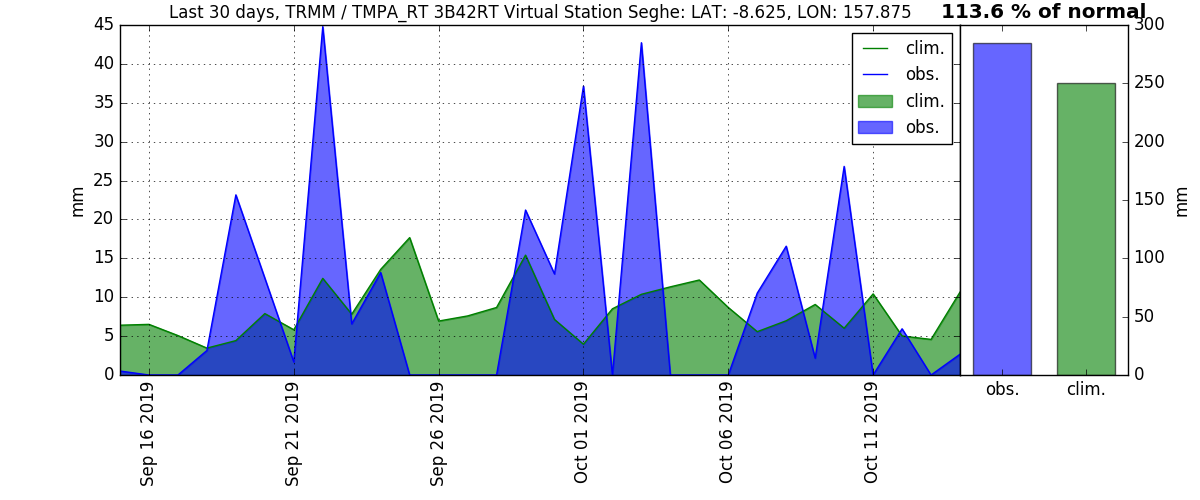 Last 30 days, TRMM / TMPA_RT 3B42RT Virtual Station Seghe: LAT: -8.625, LON: 157.875
113.6 % of normal
45
40
35
30
25
20
15
10
5
0
mm
clim.
obs.
clim.
obs.
Sep 16 2019
Sep 21 2019
Sep 26 2019
Oct 01 2019
Oct 06 2019
Oct 11 2019
300
250
200
150
100
50
0
mm
obs.
clim.